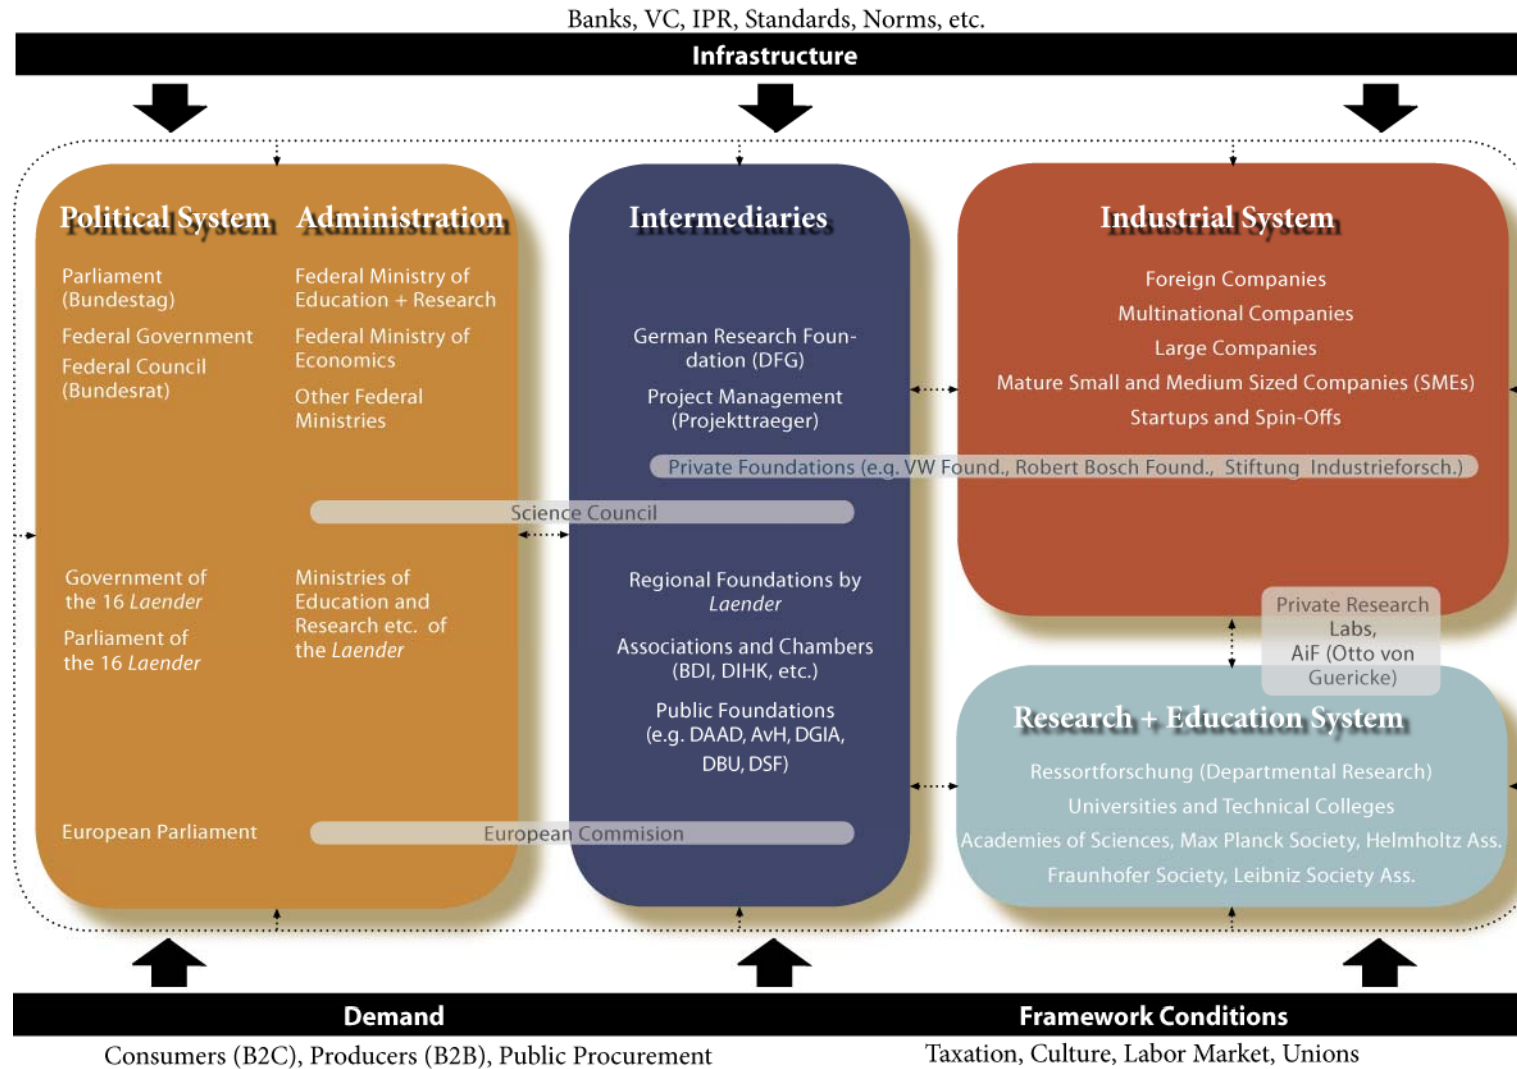 Banks, VC, IPR, Standards, Norms, etc.
Infrastructure
Political System
Administration
Parliament
(Bundestag)
Federal Government
Federal Council
(Bundesrat)
Federal Ministry of
Education + Research
Federal Ministry of
Economics
Other Federal
Ministries
Science Council
Government of
the 16 Laender
Parliament of
the 16 Laender
Ministries of
Education and
Research etc. of
the Laender
European Parliament
European Commision
Intermediaries
German Research Foun-
dation (DFG)
Project Management
(Projekttraeger)
Private Foundations (e.g. VW Found., Robert Bosch Found., Stiftung Industrieforsch.)
Regional Foundations by
Laender
Associations and Chambers
(BDI, DIHK, etc.)
Public Foundations
(e.g. DAAD, AvH, DGIA,
DBU, DSF)
Industrial System
Foreign Companies
Multinational Companies
Large Companies
Mature Small and Medium Sized Companies (SMEs)
Startups and Spin-Offs
Private Research
Labs,
AiF (Otto von
Guericke)
Research + Education System
Ressortforschung (Departmental Research)
Universities and Technical Colleges
Academies of Sciences, Max Planck Society, Helmholtz Ass.
Fraunhofer Society, Leibniz Society Ass.
Demand
Framework Conditions
Consumers (B2C), Producers (B2B), Public Procurement
Taxation, Culture, Labor Market, Unions